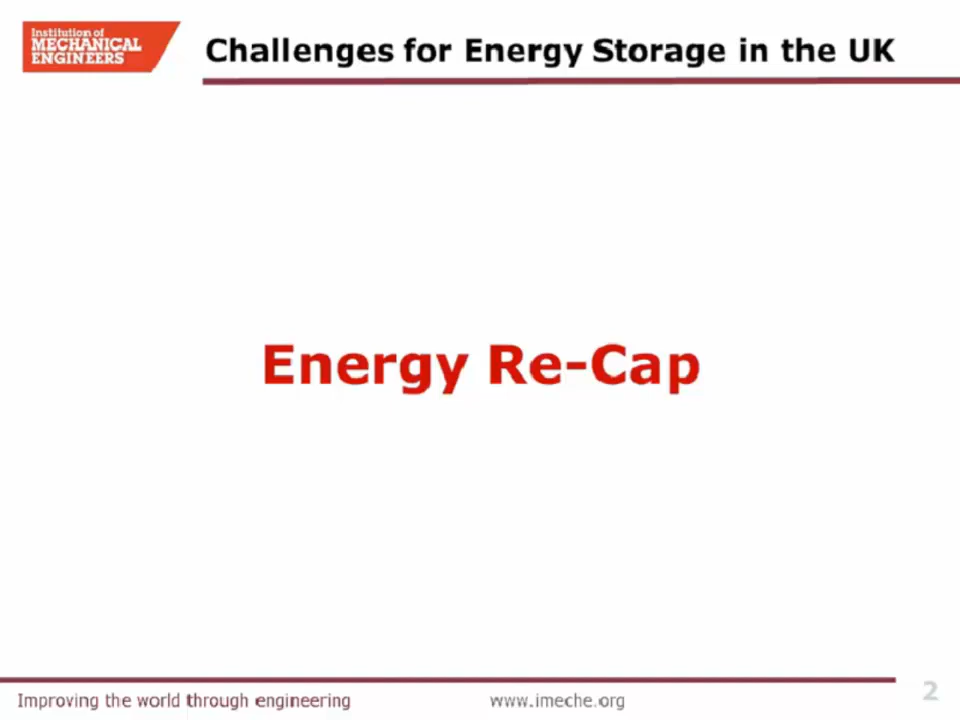 Institution of
MECHANICAL
ENGINEERS
Challenges for Energy Storage in the UK
Energy Re-Cap
Improving the world through engineering
www.imeche.org
2